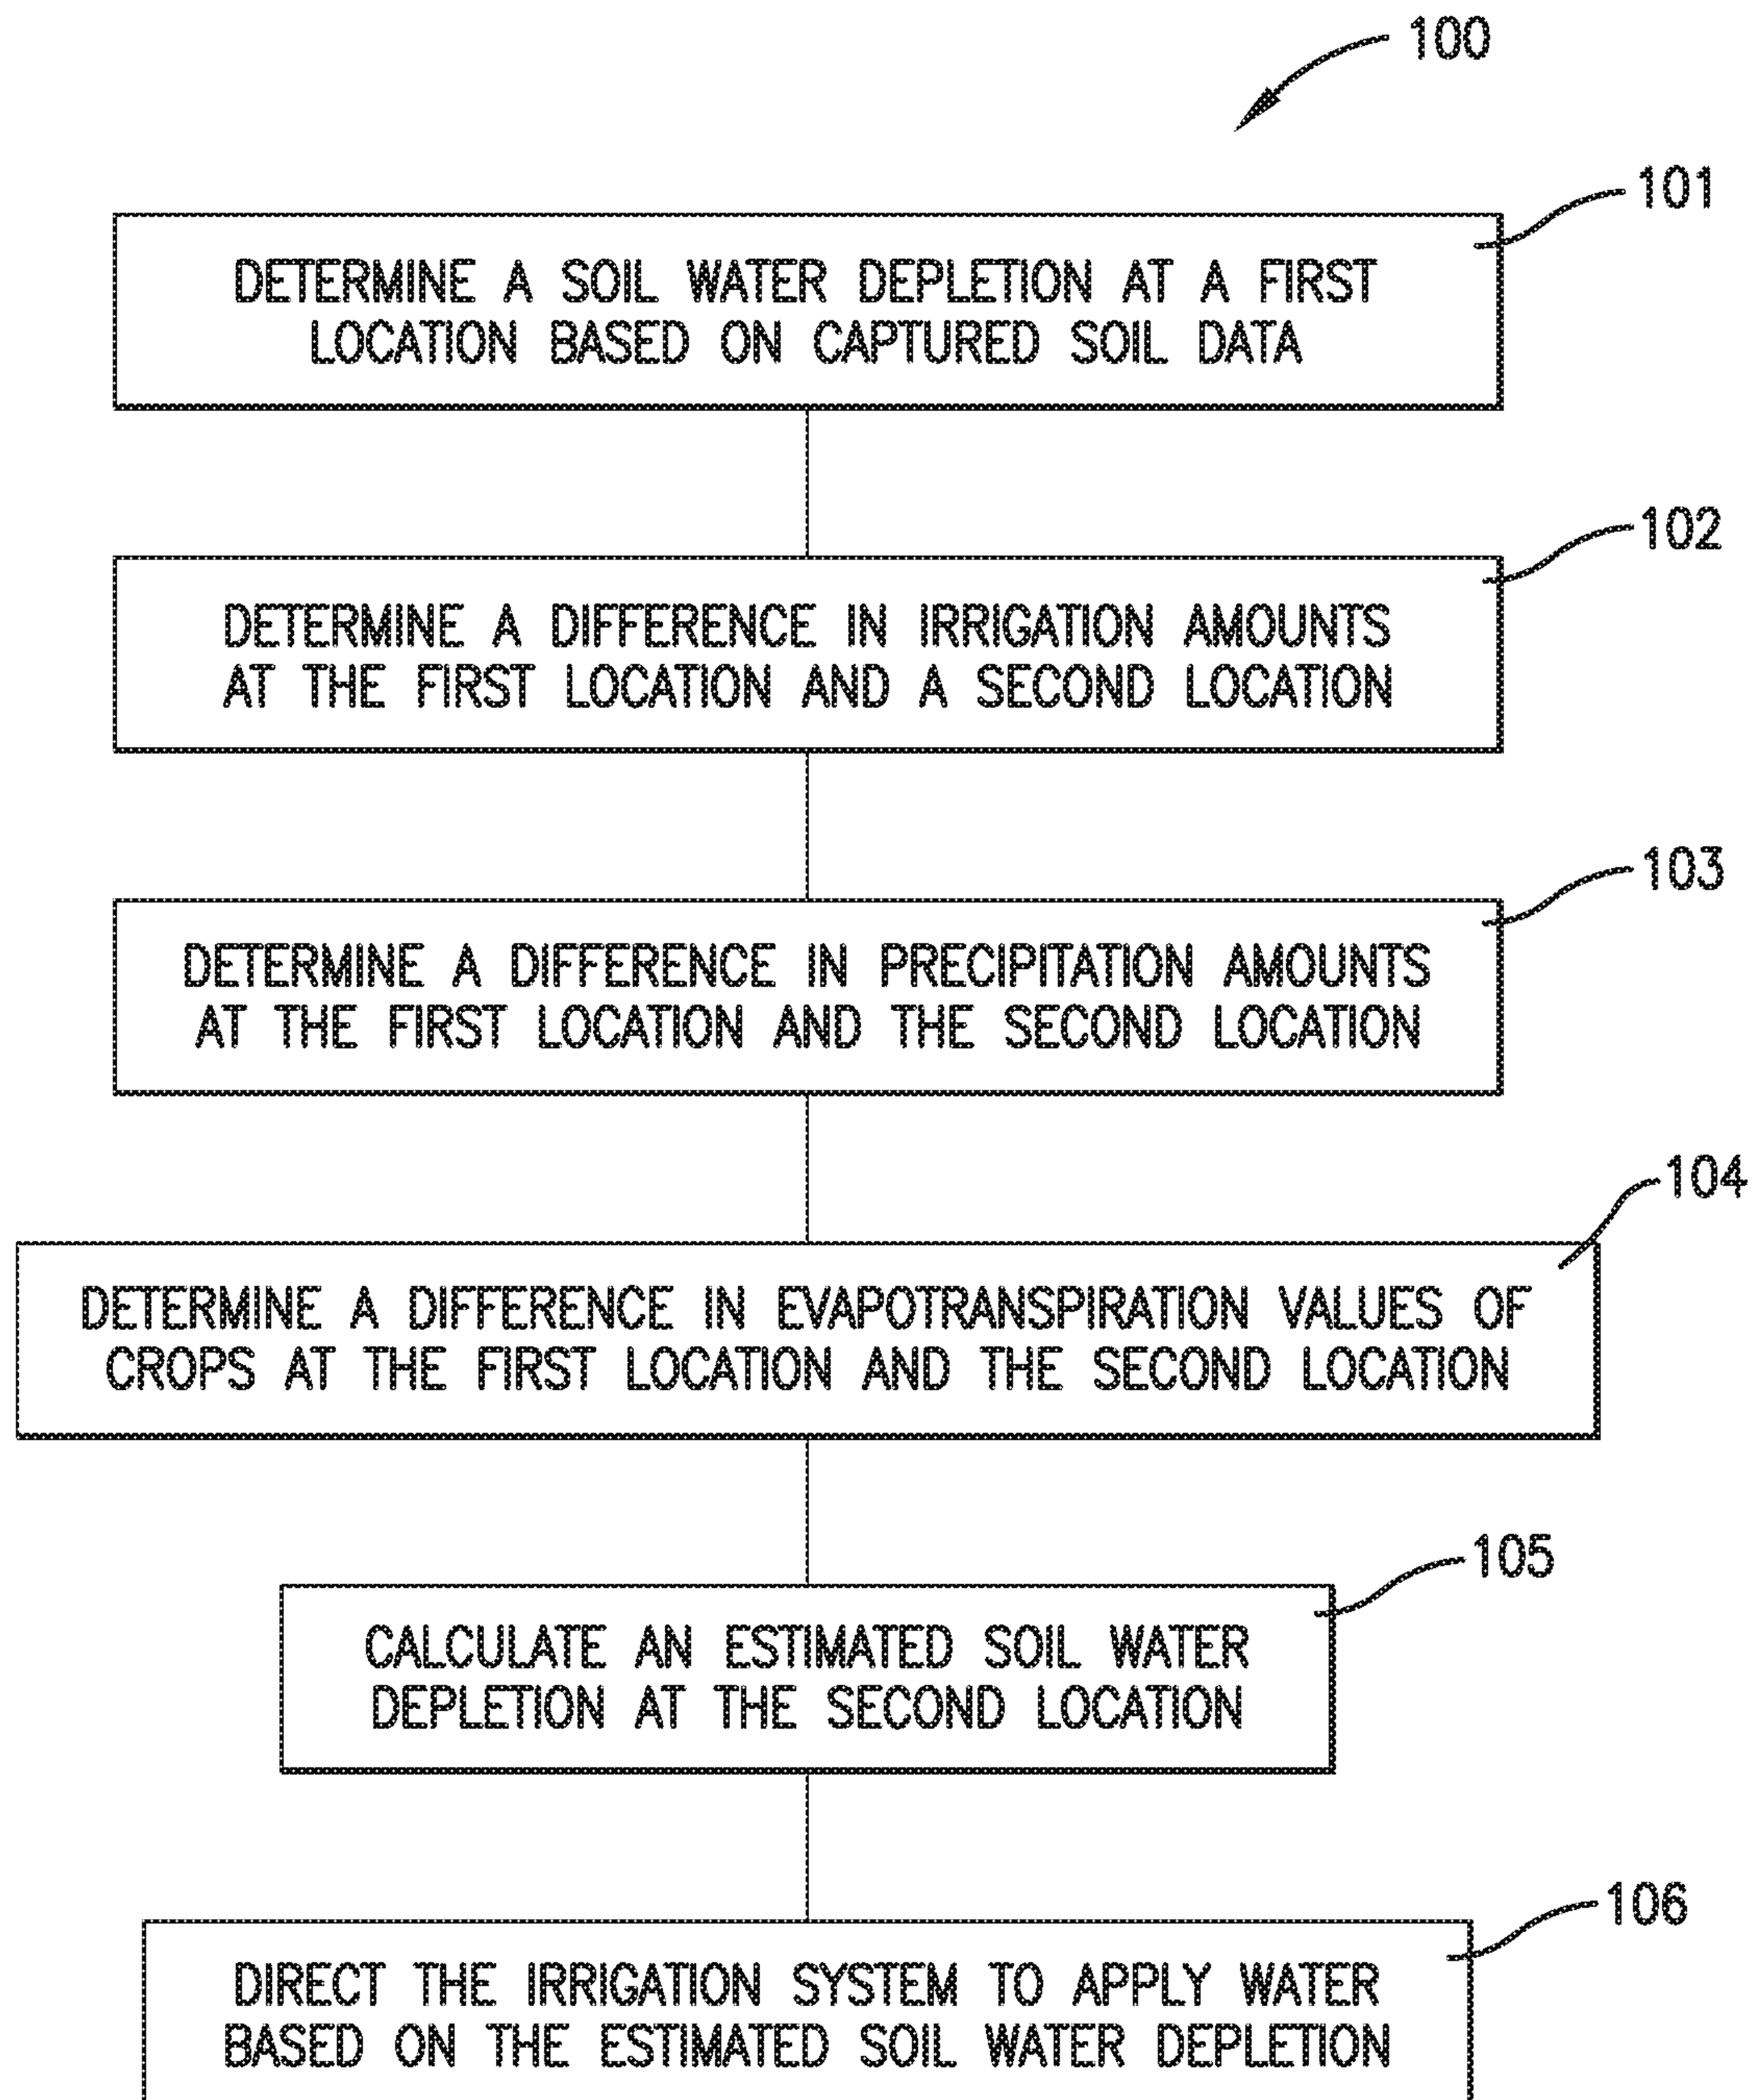 100
101
DETERMINE A SOIL WATER DEPLETION AT A FIRST
LOCATION BASED ON CAPTURED SOIL DATA
102
DETERMINE A DIFFERENCE IN IRRIGATION AMOUNTS
AT THE FIRST LOCATION AND A SECOND LOCATION
103
DETERMINE A DIFFERENCE IN PRECIPITATION AMOUNTS
AT THE FIRST LOCATION AND THE SECOND LOCATION
104
DETERMINE A DIFFERENCE IN EVAPOTRANSPIRATION VALUES OF
CROPS AT THE FIRST LOCATION AND THE SECOND LOCATION
105
CALCULATE AN ESTIMATED SOIL WATER
DEPLETION AT THE SECOND LOCATION
106
DIRECT THE IRRIGATION SYSTEM TO APPLY WATER
BASED ON THE ESTIMATED SOIL WATER DEPLETION